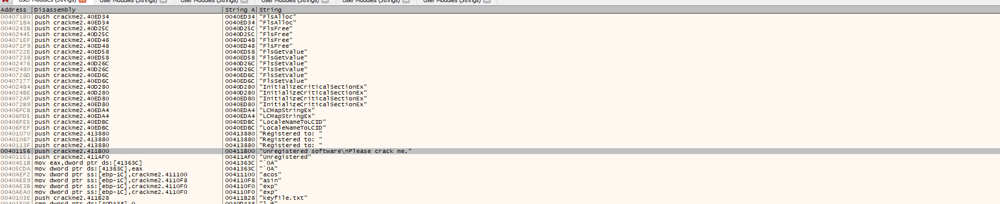 User Modules (Strings) User Modules (Strings) User Modules (Strings) User Modules (Strings) User Modules (Strings) User Modules (Strings)
Address Disassembly String A String
004071B0 push crackme2.40ED34 0040ED34 "FlsAlloc"
004071BA push crackme2.40ED34 0040ED34 "FlsAlloc"
0040243B push crackme2.40D25C 0040D25C "FlsFree"
00402445 push crackme2.40D25C 0040D25C "FlsFree"
004071EF push crackme2.40ED48 0040ED48 "FlsFree"
004071F9 push crackme2.40ED48 0040ED48 "FlsFree"
0040722E push crackme2.40ED58 0040ED58 "FlsGetValue"
00407238 push crackme2.40ED58 0040ED58 "FlsGetValue"
00402476 push crackme2.40D26C 0040D26C "FlsSetValue"
00402480 push crackme2.40D26C 0040D26C "FlsSetValue"
0040726D push crackme2.40ED6C 0040ED6C "FlsSetValue"
00407277 push crackme2.40ED6C 0040ED6C "FlsSetValue"
004024B4 push crackme2.40D280 0040D280 "InitializeCriticalSectionEx"
004024BE push crackme2.40D280 0040D280 "InitializeCriticalSectionEx"
004072AF push crackme2.40ED80 0040ED80 "InitializeCriticalSectionEx"
004072B9 push crackme2.40ED80 0040ED80 "InitializeCriticalSectionEx"
00406FCB push crackme2.40EDA4 0040EDA4 "LCMapStringEx"
00406FD5 push crackme2.40EDA4 0040EDA4 "LCMapStringEx"
00406FE5 push crackme2.40EDBC 0040EDBC "LocaleNameToLCID"
00406FEF push crackme2.40EDBC 0040EDBC "LocaleNameToLCID"
00401070 push crackme2.413880 00413880 "Registered to: "
00401087 push crackme2.413880 00413880 "Registered to: "
0040113F push crackme2.413880 00413880 "Registered to: "
00401156 push crackme2.411B00 00411B00 "Unregistered software\nPlease crack me."
00401151 push crackme2.411AF0 00411AF0 "Unregistered"
0040451B mov eax,dword ptr ds:[41363C] 0041363C "`0A"
00405CDA mov dword ptr ds:[41363C],eax 0041363C "`0A"
0040AEF2 mov dword ptr ss:[ebp-1C],crackme2.411100 00411100 "acos"
0040AEE9 mov dword ptr ss:[ebp-1C],crackme2.4110F8 004110F8 "asin"
0040AE3B mov dword ptr ss:[ebp-1C],crackme2.4110F0 004110F0 "exp"
0040AEA0 mov dword ptr ss:[ebp-1C],crackme2.4110F0 004110F0 "exp"
0040103E push crackme2.411B28 00411B28 "keyfile.txt"
cmp dword ptr ds:[40DA38],0 0040DA38